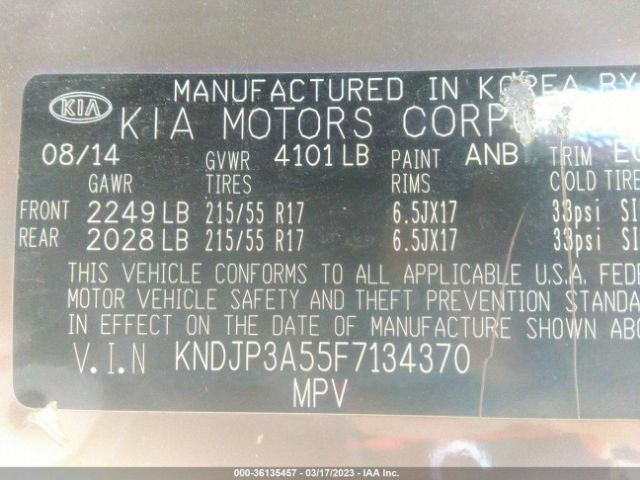 MANUFACTURED IN KOREA BY
KIA KIA MOTORS CORP
08/14 GVWR 4101 LB PAINT ANB TRIM
GAWR TIRES RIMS COLD TIRE
FRONT 2249 LB 215/55 R17 6.5JX17 33psi
REAR 2028 LB 215/55 R17 6.5JX17 33psi
THIS VEHICLE CONFORMS TO ALL APPLICABLE U.S.A. FEDE
MOTOR VEHICLE SAFETY AND THEFT PREVENTION STANDA
IN EFFECT ON THE DATE OF MANUFACTURE SHOWN ABO
V.I.N KNDJP3A55F7134370
MPV
000-36135457 - 03/17/2023 - IAA Inc.